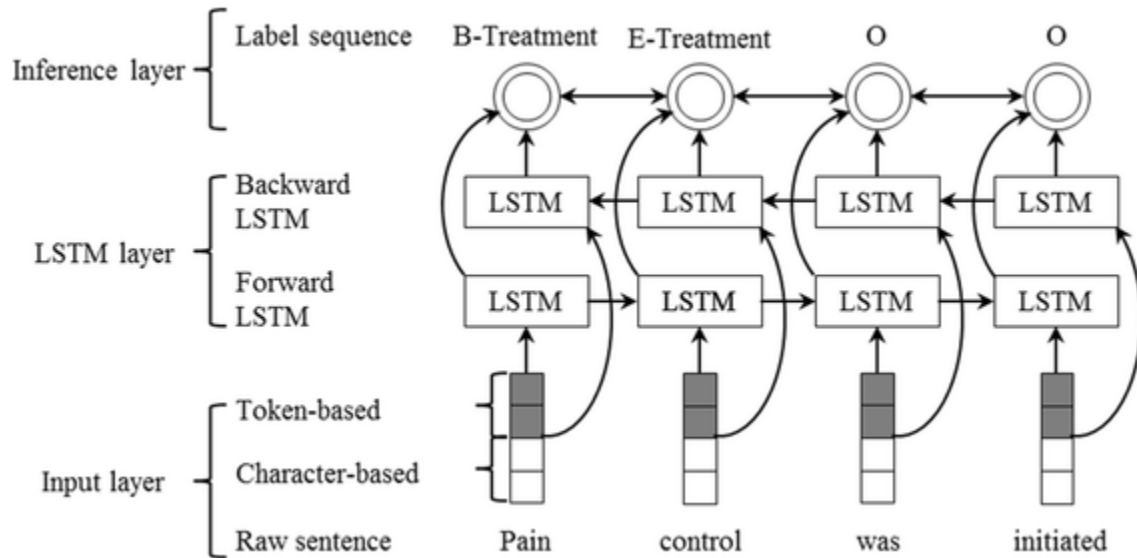 Label sequence B-Treatment E-Treatment O O
Inference layer
Backward
LSTM
LSTM LSTM LSTM LSTM
LSTM layer
Forward
LSTM
LSTM LSTM LSTM LSTM
Token-based
Character-based
Input layer
Raw sentence Pain control was initiated